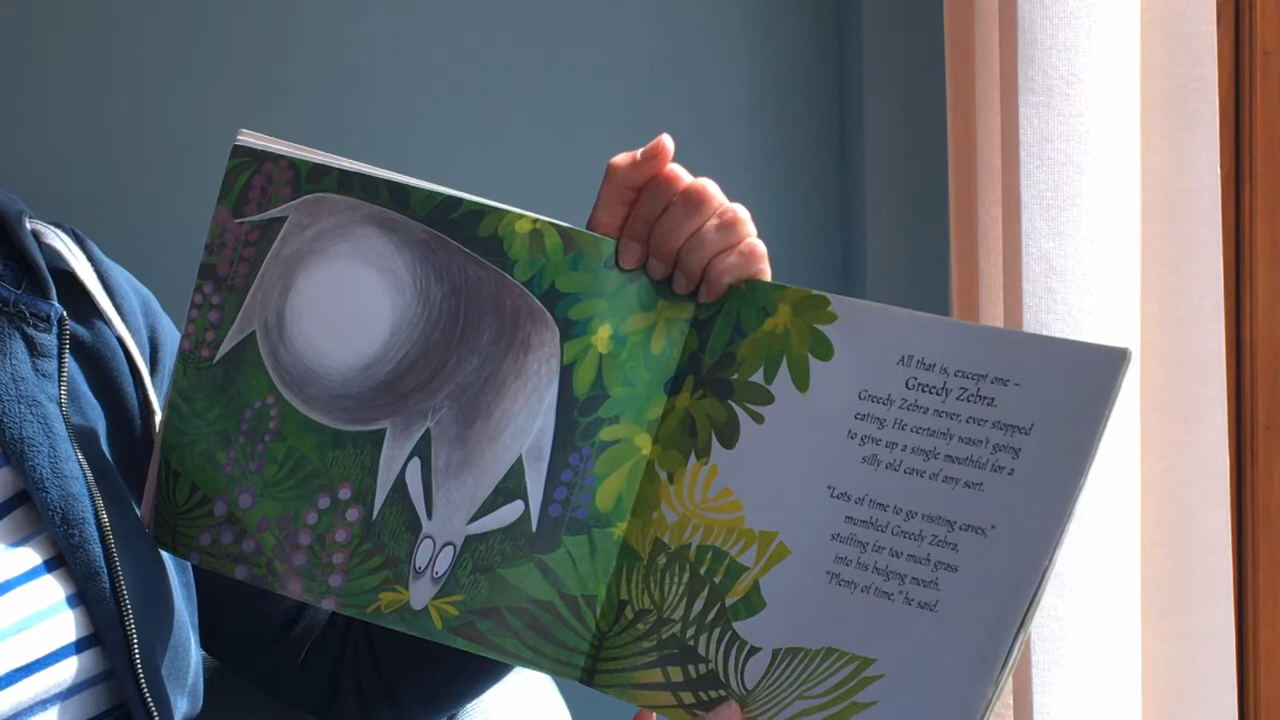 All that is, except one –
Greedy Zebra.
Greedy Zebra never, ever stopped
eating. He certainly wasn't going
to give up a single mouthful for a
silly old cave of any sort.
“Lots of time to go visiting caves,”
mumbled Greedy Zebra,
stuffing far too much grass
into his bulging mouth.
“Plenty of time,” he said.